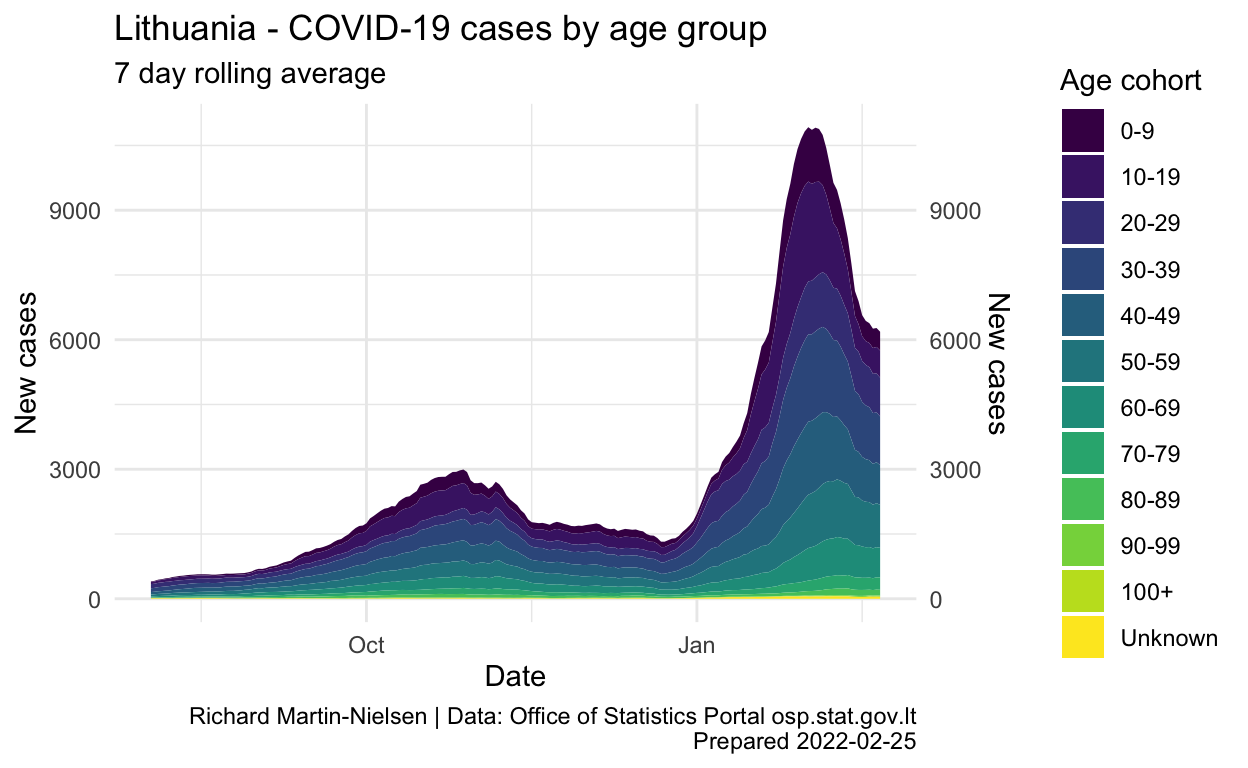 Lithuania - COVID-19 cases by age group
7 day rolling average
New cases
9000
6000
3000
0
9000
6000
3000
0
New cases
Oct
Jan
Date
Age cohort
0-9
10-19
20-29
30-39
40-49
50-59
60-69
70-79
80-89
90-99
100+
Unknown
Richard Martin-Nielsen | Data: Office of Statistics Portal osp.stat.gov.lt
Prepared 2022-02-25